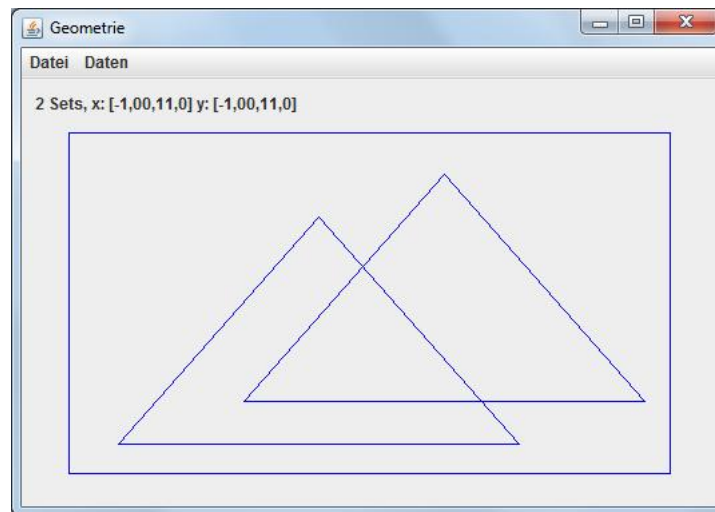 Geometrie
Datei Daten
2 Sets, x: [-1,00,11,0] y: [-1,00,11,0]